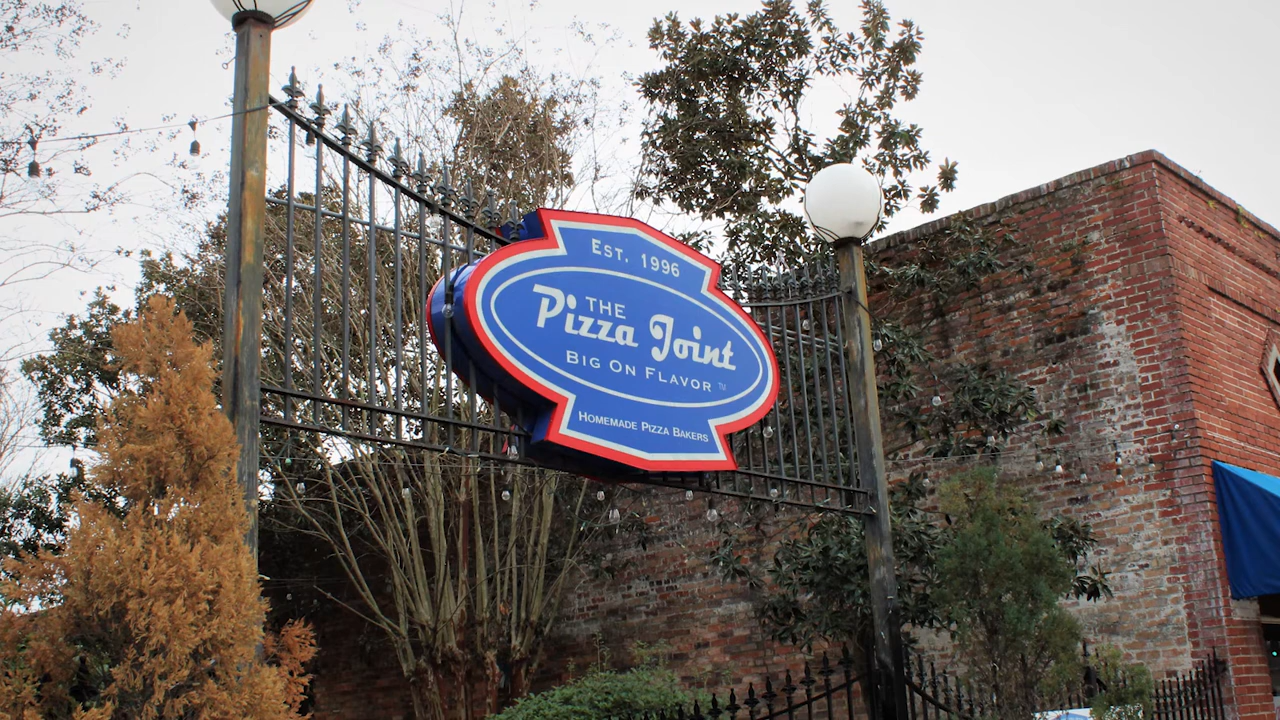 EST. 1996
THE
Pizza Joint
BIG ON FLAVOR TM
HOMEMADE PIZZA BAKERS